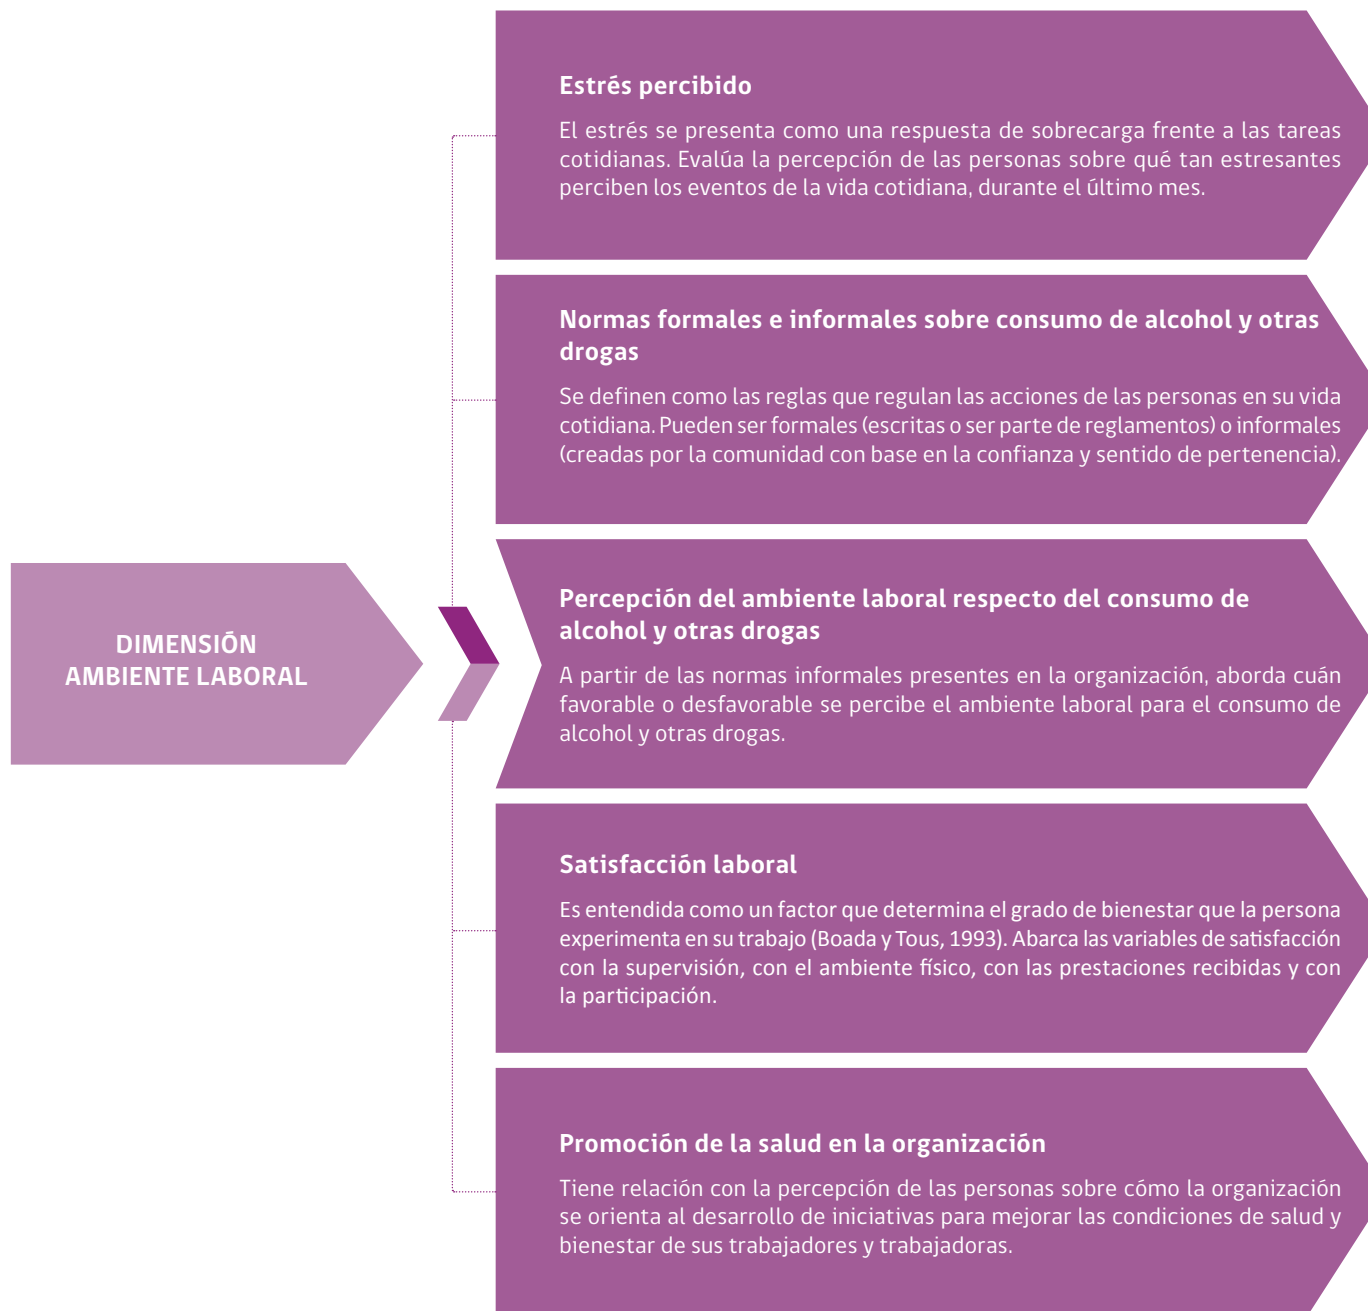 Estrés percibido
El estrés se presenta como una respuesta de sobrecarga frente a las tareas
cotidianas. Evalúa la percepción de las personas sobre qué tan estresantes
perciben los eventos de la vida cotidiana, durante el último mes.
Normas formales e informales sobre consumo de alcohol y otras
drogas
Se definen como las reglas que regulan las acciones de las personas en su vida
cotidiana. Pueden ser formales (escritas o ser parte de reglamentos) o informales
(creadas por la comunidad con base en la confianza y sentido de pertenencia).
DIMENSIÓN
AMBIENTE LABORAL
Percepción del ambiente laboral respecto del consumo de
alcohol y otras drogas
A partir de las normas informales presentes en la organización, aborda cuán
favorable o desfavorable se percibe el ambiente laboral para el consumo de
alcohol y otras drogas.
Satisfacción laboral
Es entendida como un factor que determina el grado de bienestar que la persona
experimenta en su trabajo (Boada y Tous, 1993). Abarca las variables de satisfacción
con la supervisión, con el ambiente físico, con las prestaciones recibidas y con
la participación.
Promoción de la salud en la organización
Tiene relación con la percepción de las personas sobre cómo la organización
se orienta al desarrollo de iniciativas para mejorar las condiciones de salud y
bienestar de sus trabajadores y trabajadoras.